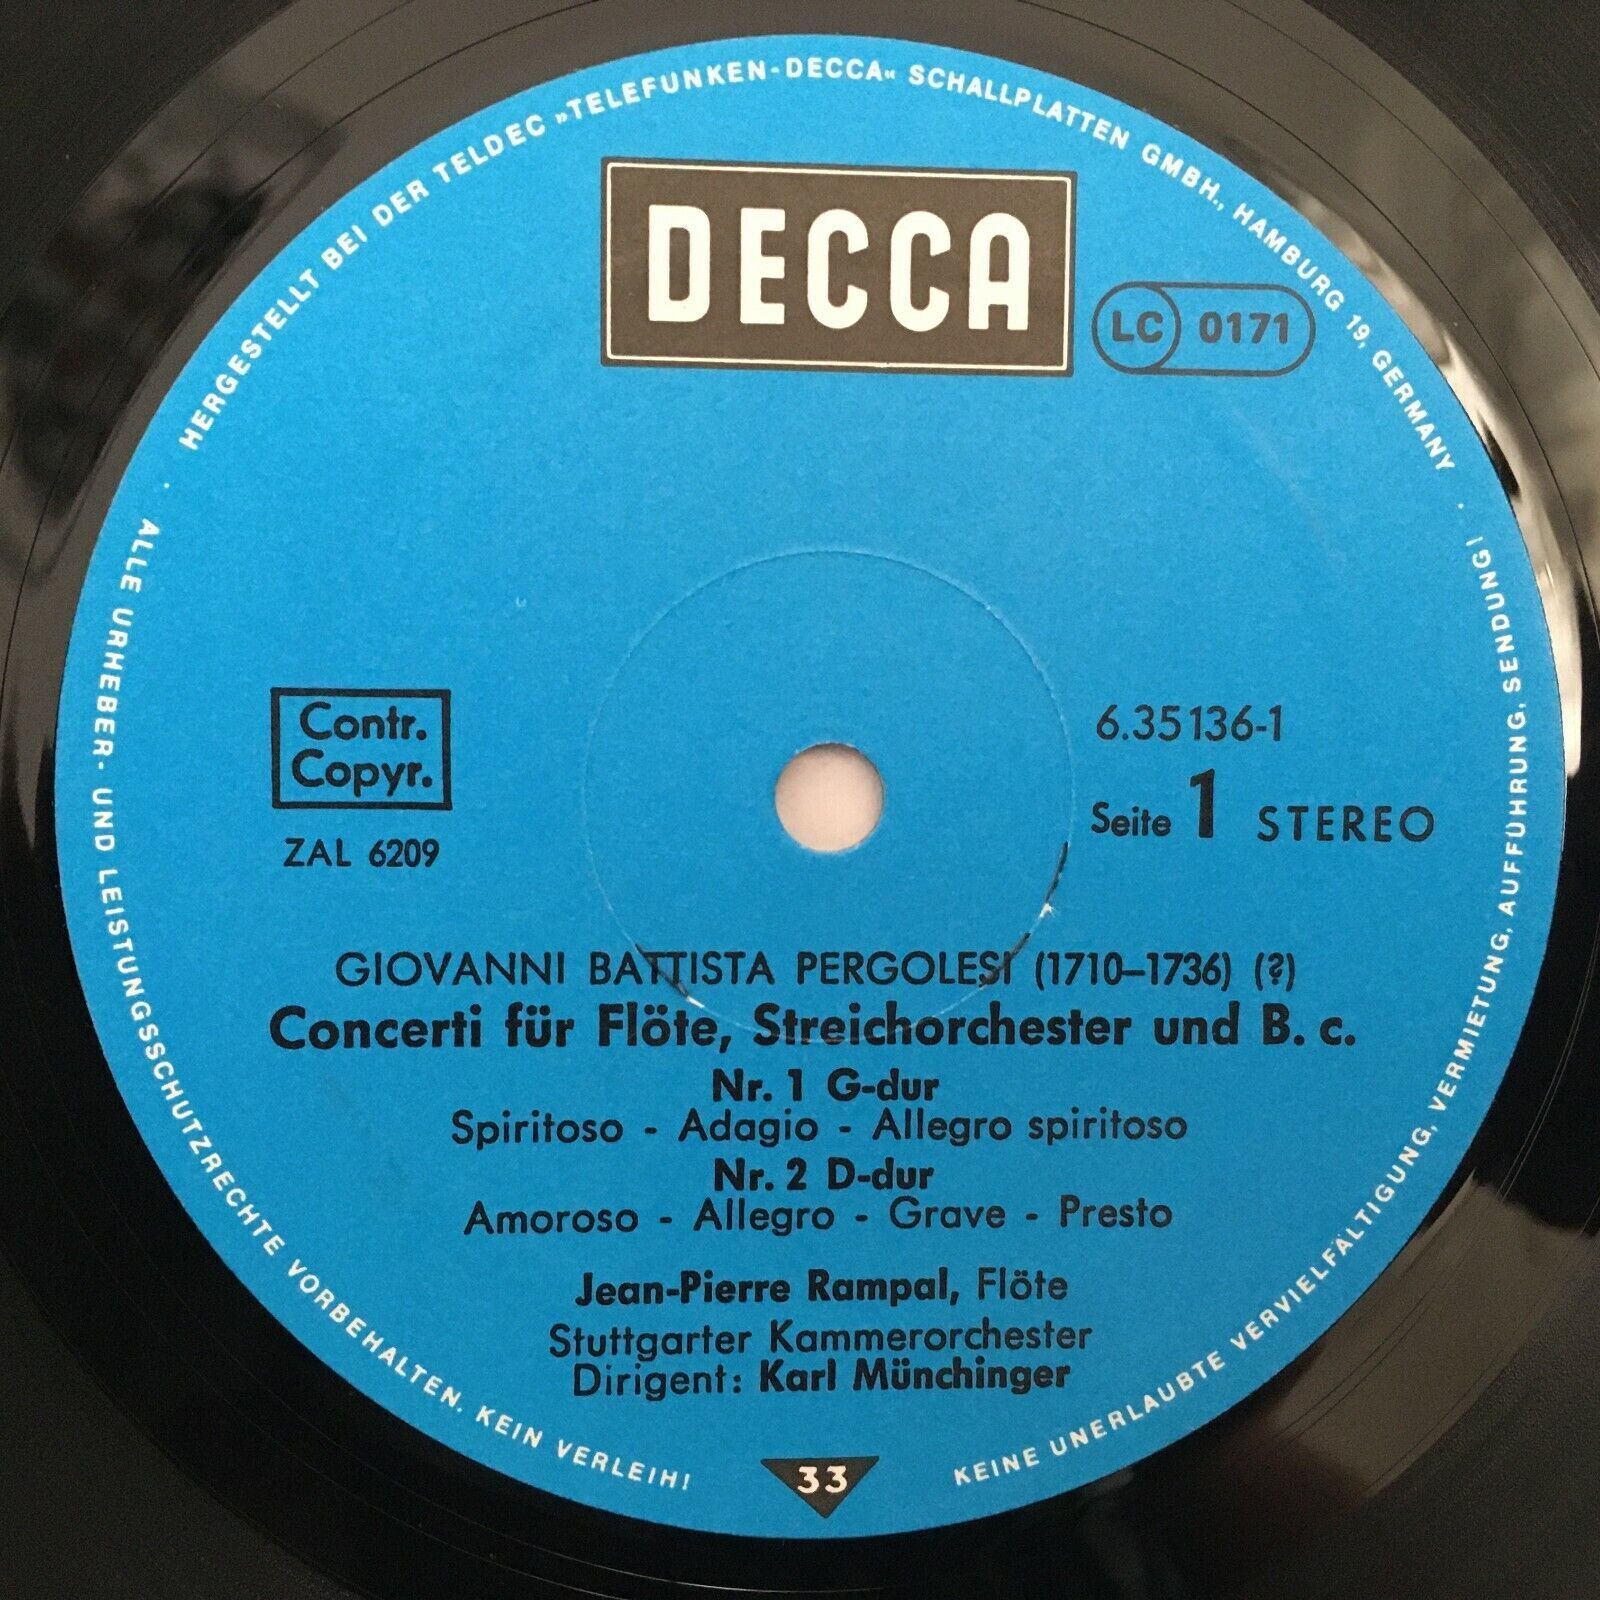 HERGESTELLT BEI DER TELDEC »TELEFUNKEN-DECCA« SCHALLPLATTEN GMBH., HAMBURG 19, GERMANY
DECCA
LC 0171
Contr.
Copyr.
ZAL 6209
6.35136-1
Seite 1 STEREO
GIOVANNI BATTISTA PERGOLESI (1710–1736) (?)
Concerti für Flöte, Streichorchester und B. c.
Nr. 1 G-dur
Spiritoso - Adagio - Allegro spiritoso
Nr. 2 D-dur
Amoroso - Allegro - Grave - Presto
Jean-Pierre Rampal, Flöte
Stuttgarter Kammerorchester
Dirigent: Karl Münchinger
33
ALLE URHEBER- UND LEISTUNGSSCHUTZRECHTE VORBEHALTEN. KEIN VERLEIH!
KEINE UNERLAUBTE VERVIELFÄLTIGUNG, VERMIETUNG, AUFFÜHRUNG, SENDUNG!